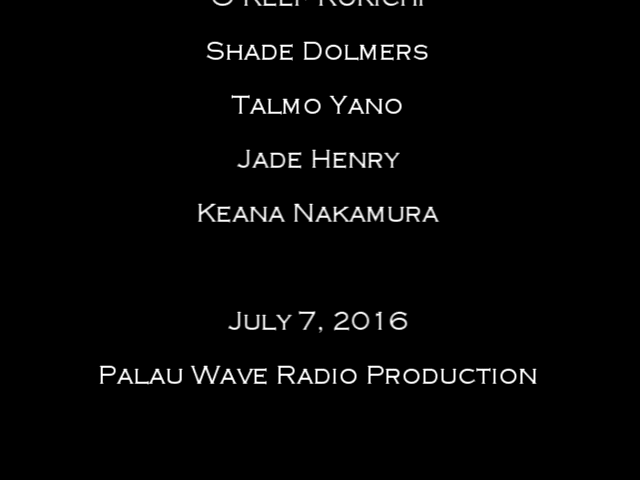 Shade Dolmers
Talmo Yano
Jade Henry
Keana Nakamura
July 7, 2016
Palau Wave Radio Production